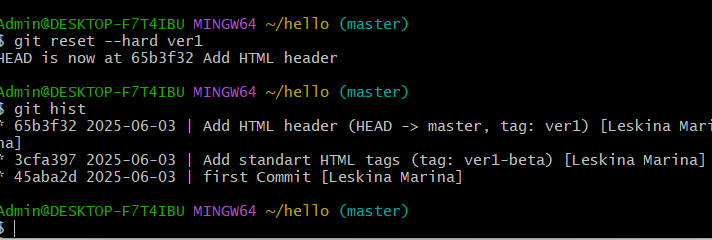 Admin@DESKTOP-F7T4IBU MINGW64 ~/hello (master)
$ git reset --hard ver1
HEAD is now at 65b3f32 Add HTML header
Admin@DESKTOP-F7T4IBU MINGW64 ~/hello (master)
$ git hist
* 65b3f32 2025-06-03 | Add HTML header (HEAD -> master, tag: ver1) [Leskina Mari
na]
* 3cfa397 2025-06-03 | Add standart HTML tags (tag: ver1-beta) [Leskina Marina]
* 45aba2d 2025-06-03 | first Commit [Leskina Marina]
Admin@DESKTOP-F7T4IBU MINGW64 ~/hello (master)
$